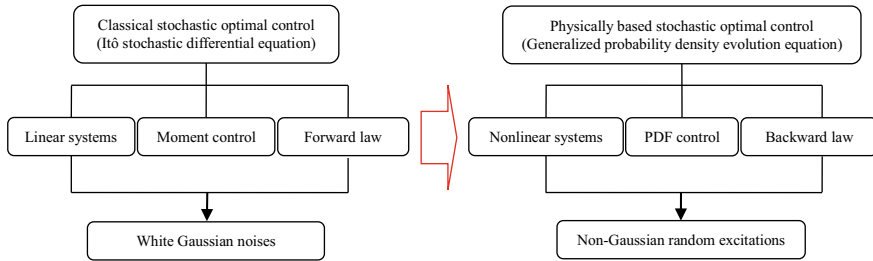 Classical stochastic optimal control
(Itô stochastic differential equation)
Linear systems
Moment control
Forward law
White Gaussian noises
Physically based stochastic optimal control
(Generalized probability density evolution equation)
Nonlinear systems
PDF control
Backward law
Non-Gaussian random excitations